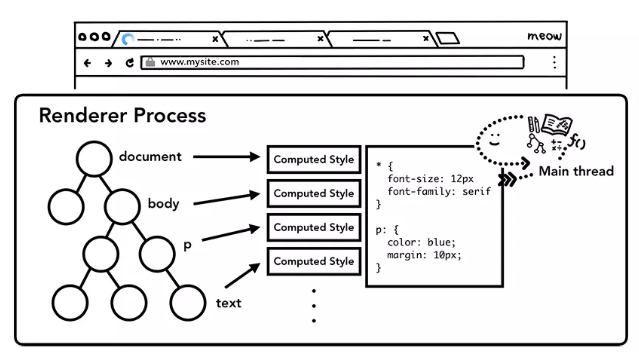 meow
www.mysite.com
Renderer Process
document
body
p
text
Computed Style
Computed Style
Computed Style
Computed Style
* {
font-size: 12px
font-family: serif
}
p: {
color: blue;
margin: 10px;
}
f()
Main thread